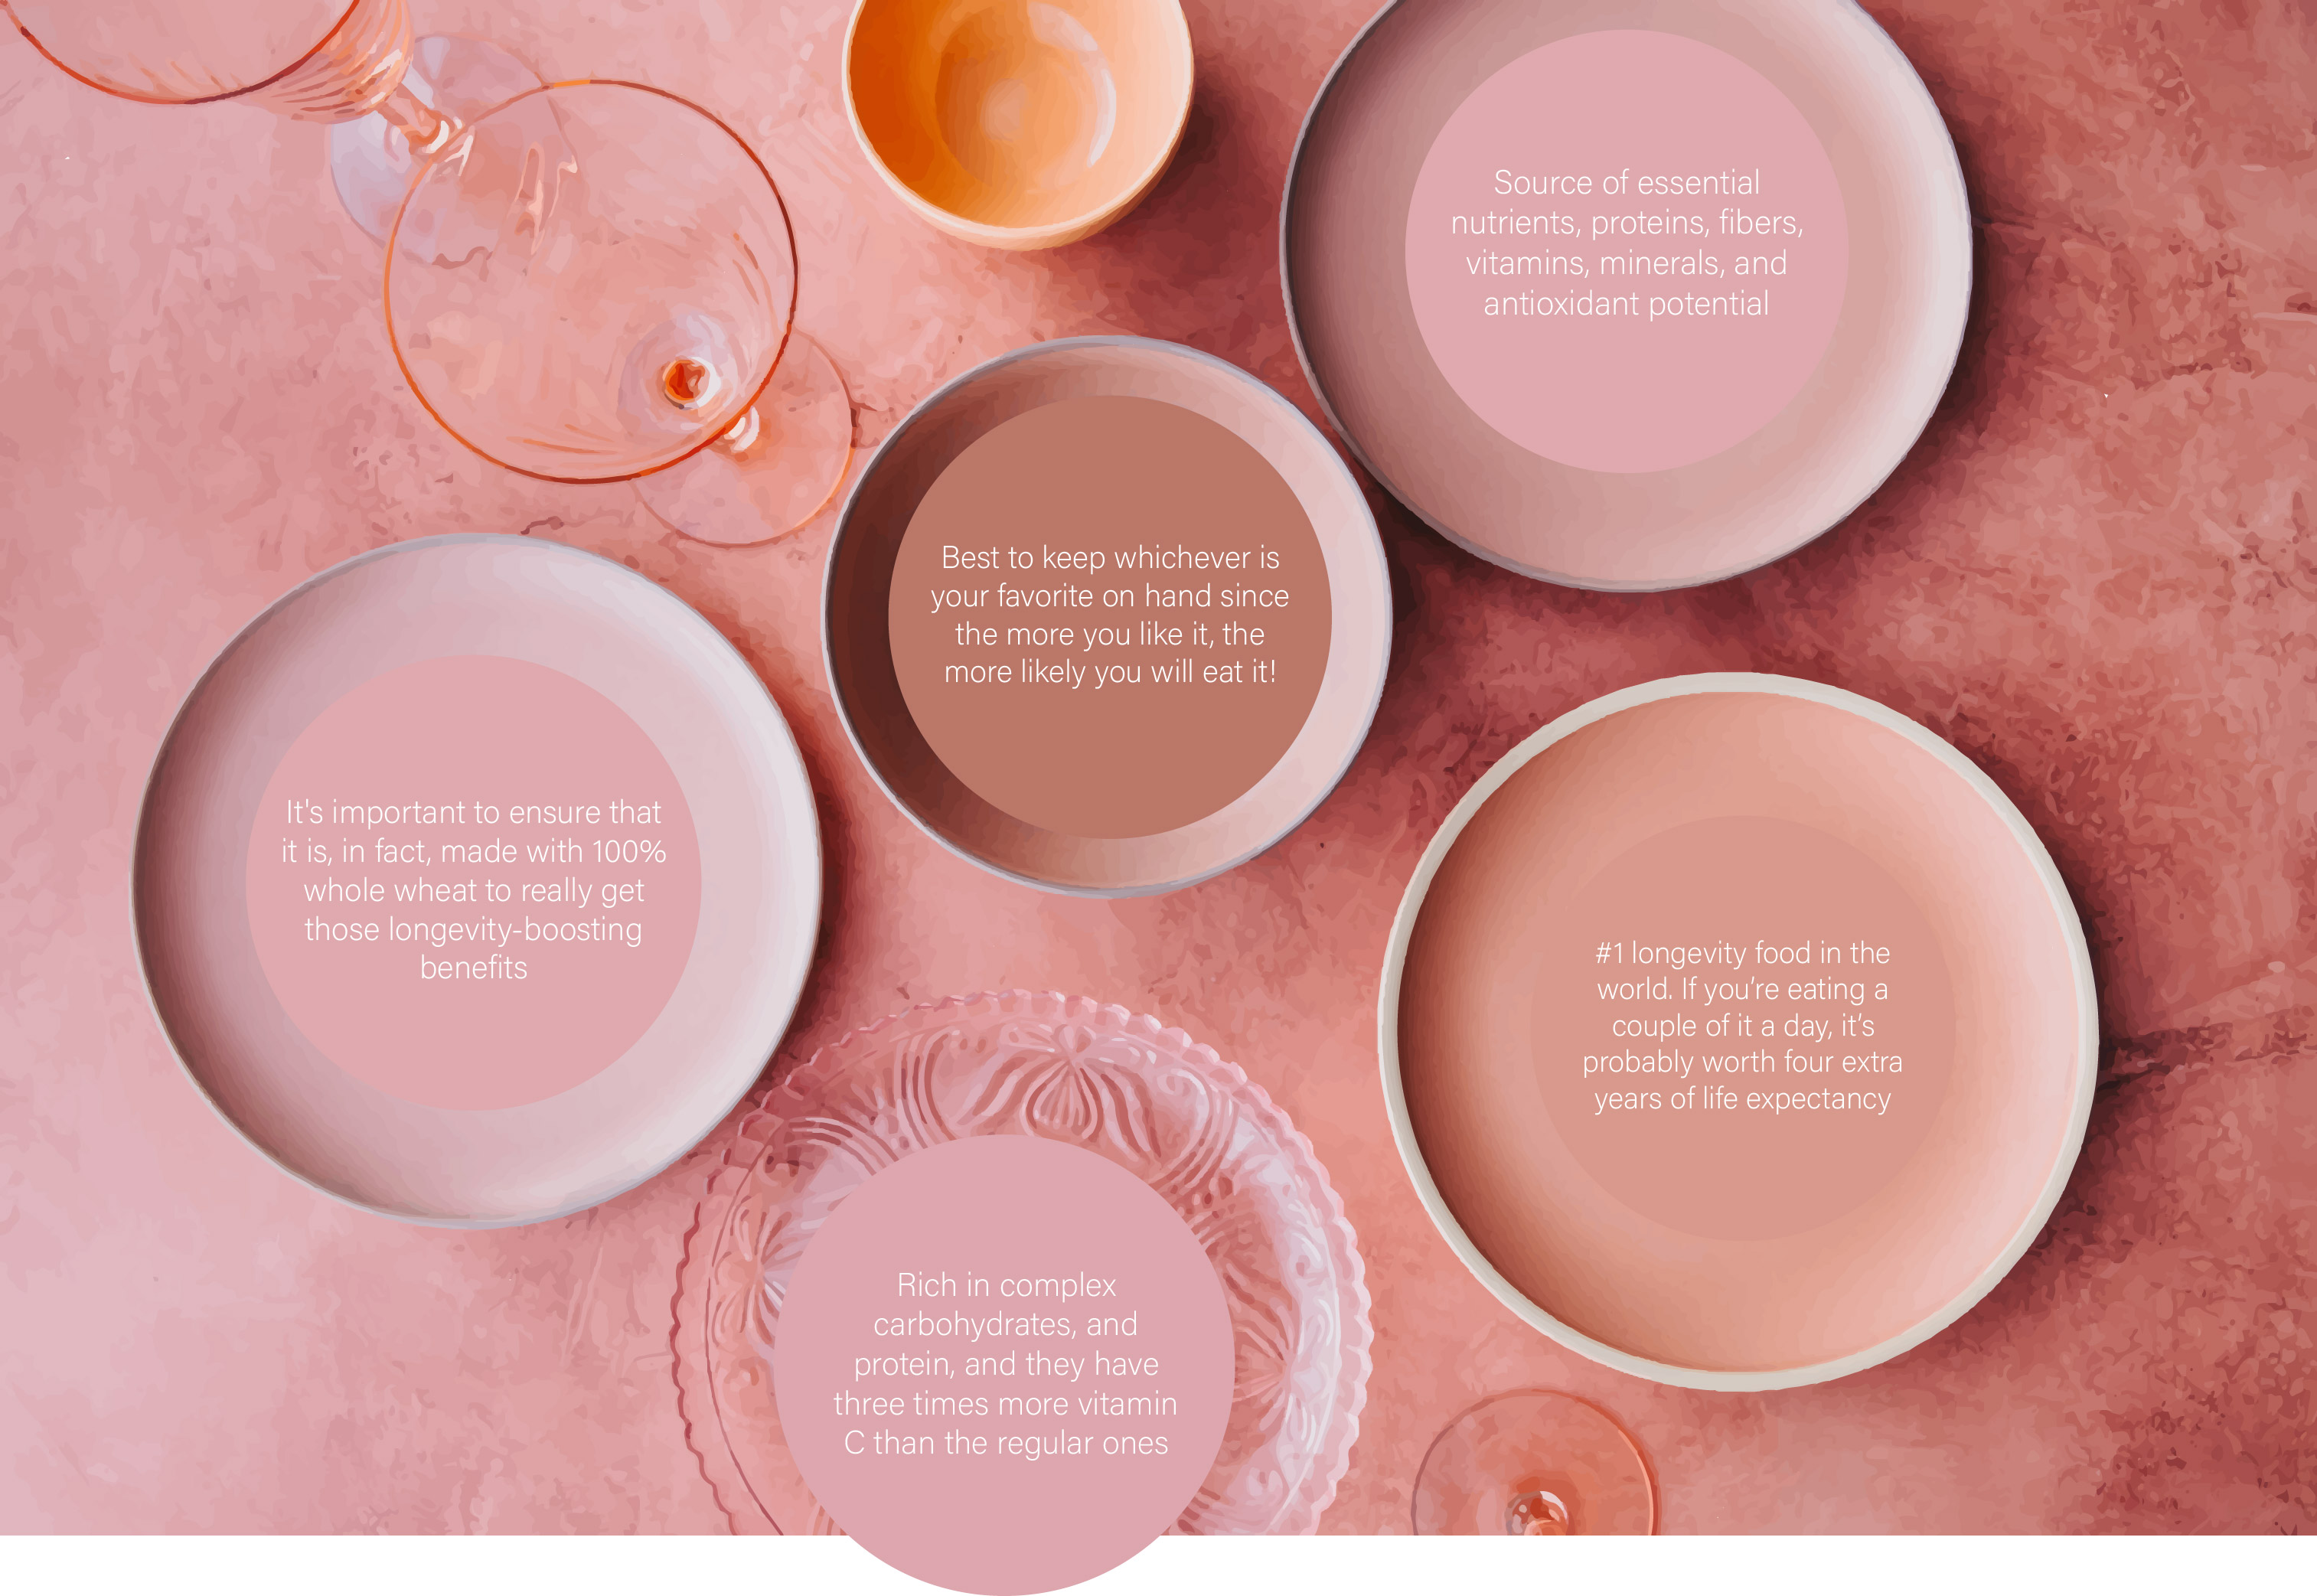 Source of essential
nutrients, proteins, fibers,
vitamins, minerals, and
antioxidant potential
Best to keep whichever is
your favorite on hand since
the more you like it, the
more likely you will eat it!
It's important to ensure that
it is, in fact, made with 100%
whole wheat to really get
those longevity-boosting
benefits
#1 longevity food in the
world. If you’re eating a
couple of it a day, it’s
probably worth four extra
years of life expectancy
Rich in complex
carbohydrates, and
protein, and they have
three times more vitamin
C than the regular ones